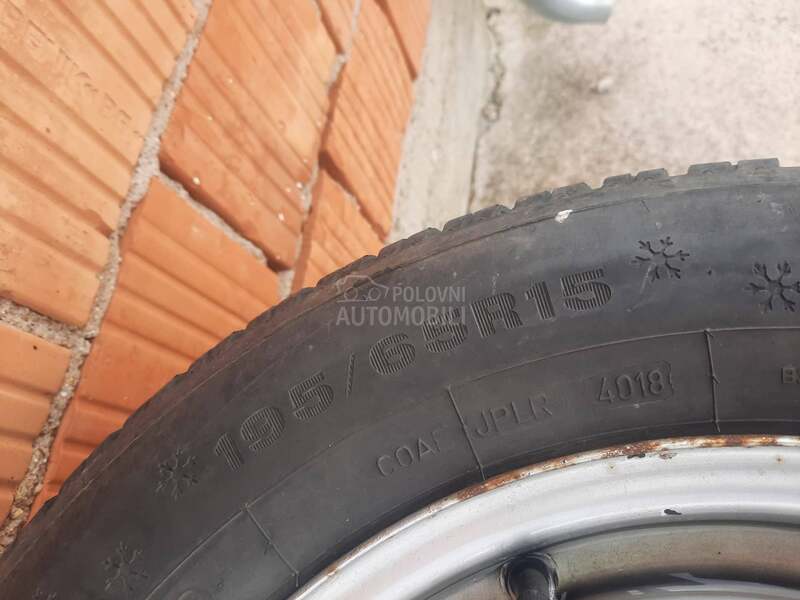 POLOVNI
AUTOMOBILI
195/65R15
COAF JPLR 4018